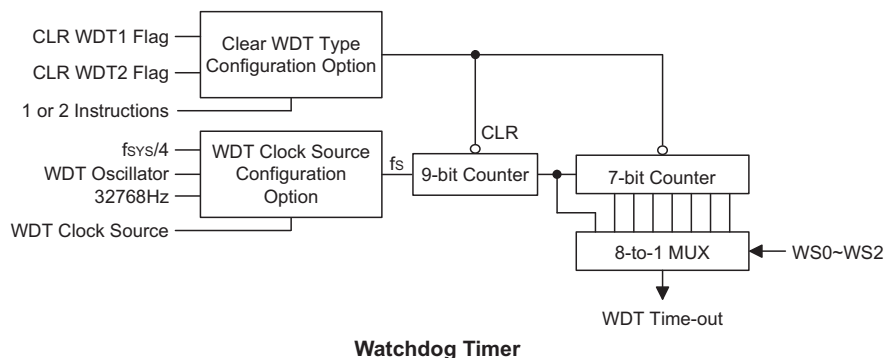 CLR WDT1 Flag
CLR WDT2 Flag
1 or 2 Instructions
Clear WDT Type
Configuration Option
fSYS/4
WDT Oscillator
32768Hz
WDT Clock Source
WDT Clock Source
Configuration
Option
fS
CLR
9-bit Counter
7-bit Counter
8-to-1 MUX
WS0~WS2
WDT Time-out
Watchdog Timer